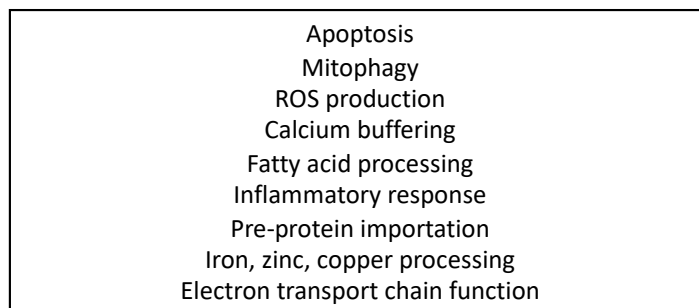 Apoptosis
Mitophagy
ROS production
Calcium buffering
Fatty acid processing
Inflammatory response
Pre-protein importation
Iron, zinc, copper processing
Electron transport chain function